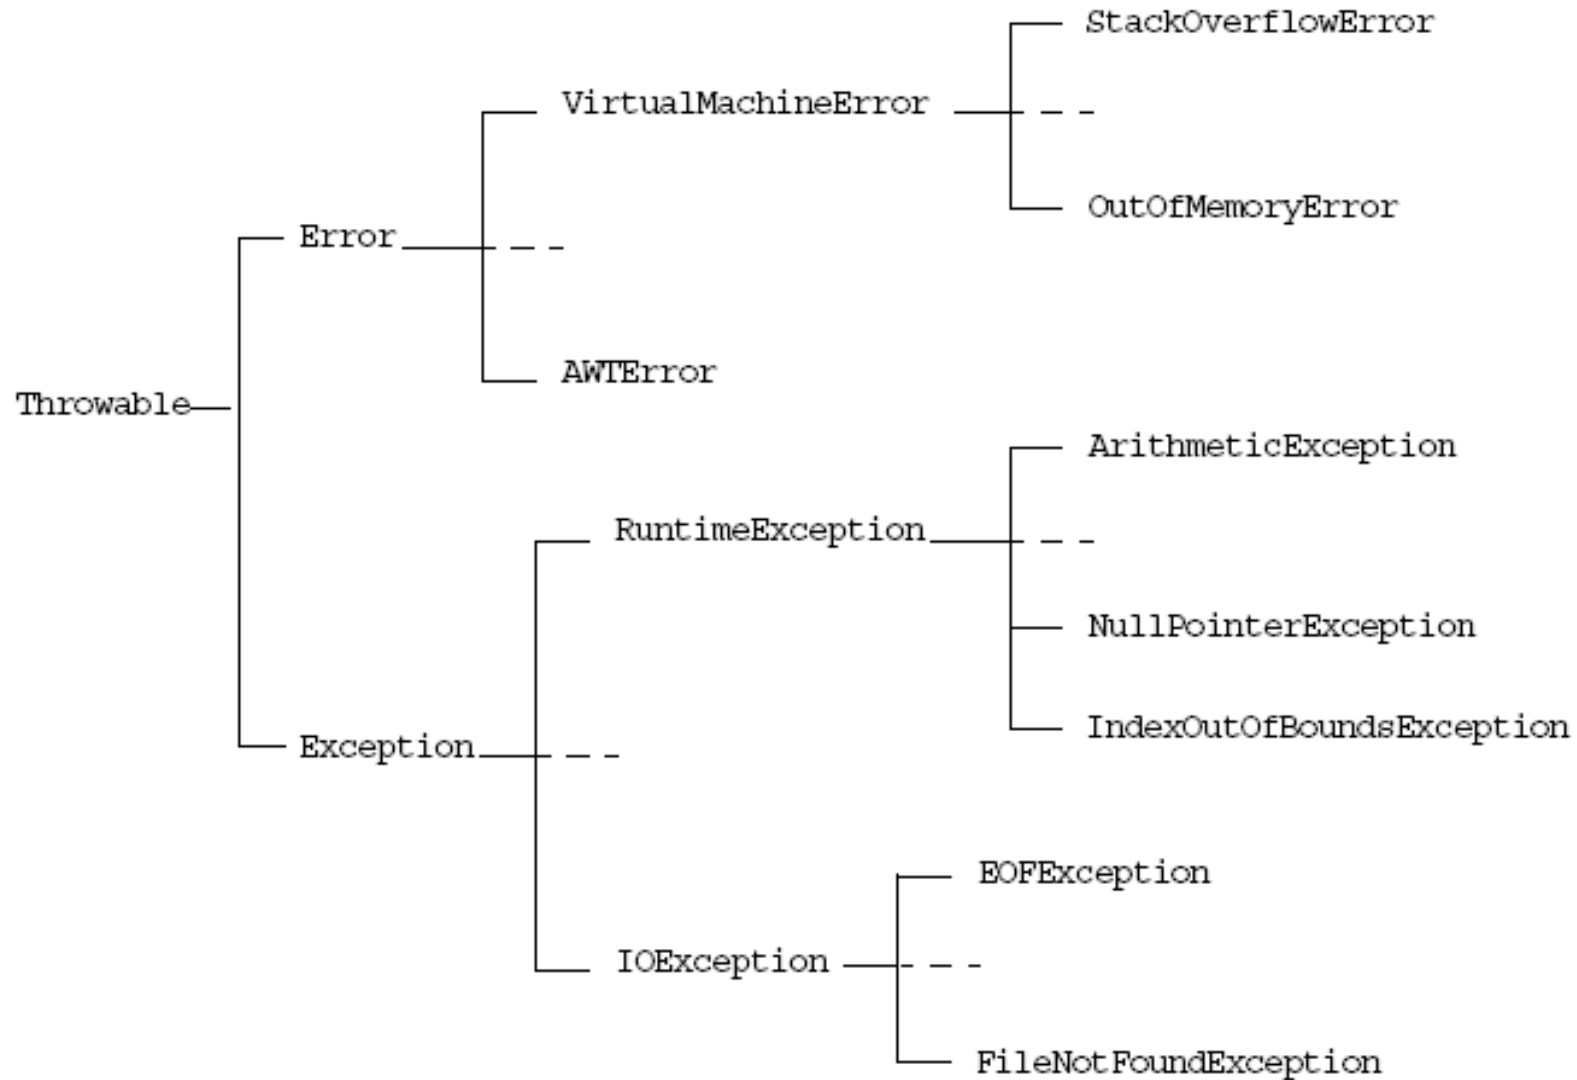 StackOverflowError
VirtualMachineError
OutOfMemoryError
Error
AWTError
Throwable
ArithmeticException
RuntimeException
NullPointerException
IndexOutOfBoundsException
Exception
EOFException
IOException
FileNotFoundException